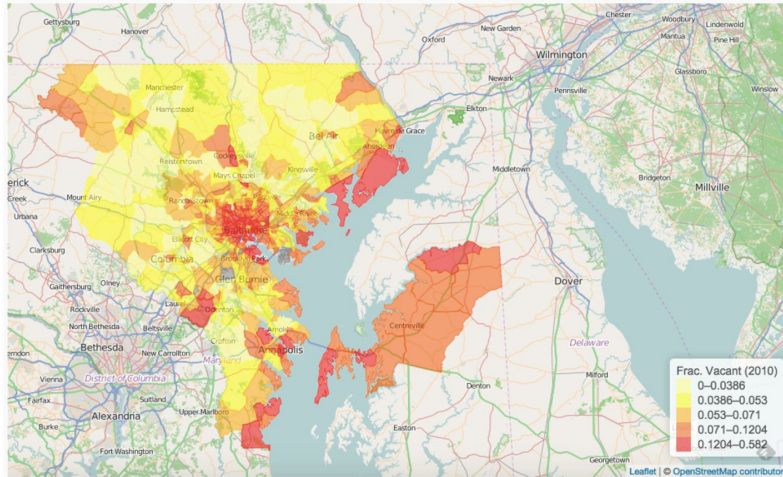 Gettysburg
Hanover
Oxford
New Garden
Chester
Woodbury
Lindenwold
Mantua
Pine Hill
Wilmington
Glassboro
Newark
Pennsville
Winslow
Manchester
Elkton
Hampstead
Bel Air
Havre de Grace
Aberdeen
Cockeysville
Reisterstown
Kingsville
Middletown
Mays Chapel
Bridgeton
erick
Mount Airy
Randallstown
Millville
Creek
Urbana
Baltimore
Ellicott City
Clarksburg
Columbia
Dover
Olney
Glen Burnie
Gaithersburg
Laurel
Rockville
Odenton
North Bethesda
Beltsville
Centreville
Arnold
Bethesda
Crofton
Delaware
New Carrollton
Annapolis
Maryland
Vienna
District of Columbia
Milford
Denton
Fairfax
Suitland
Upper Marlboro
Alexandria
Easton
Burke
Fort Washington
Georgetown
Frac. Vacant (2010)
0–0.0386
0.0386–0.053
0.053–0.071
0.071–0.1204
0.1204–0.582
Leaflet | © OpenStreetMap contributor